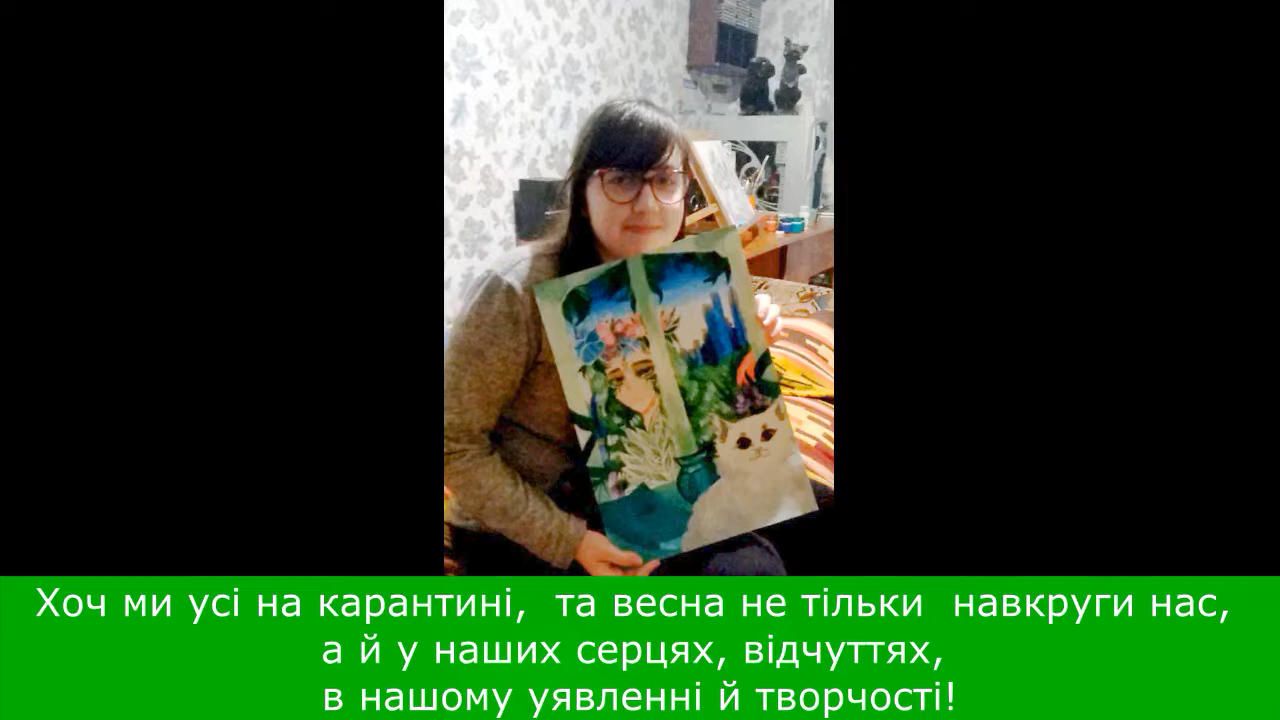 Хоч ми усі на карантині,  та весна не тільки  навкруги нас,
а й у наших серцях, відчуттях,
в нашому уявленні й творчості!